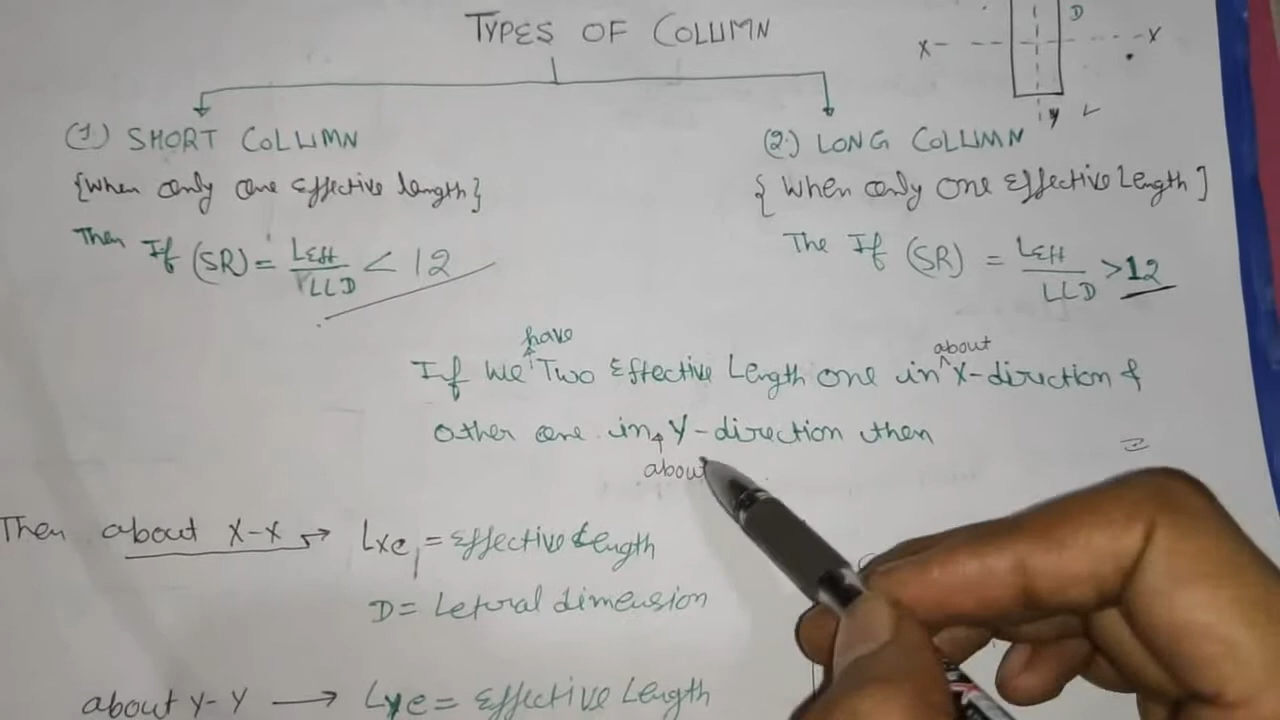 TYPES OF COLUMN
D
X
X
y
(1.) SHORT COLUMN
{When only one effective length}
Then If (SR) = LEff/LLD < 12
(2.) LONG COLUMN
{ When only one Effective Length ]
The If (SR) = LEff/LLD > 12
have
about
If We Two Effective Length one in X-direction &
other one in Y-direction then
about
Then about X-X → Lxe = Effective Length
D = Leteral dimension
about Y-Y → Lye = Effective Length